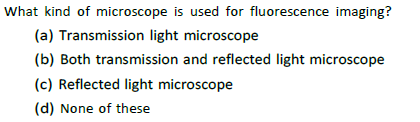 What kind of microscope is used for fluorescence imaging?
(a) Transmission light microscope
(b) Both transmission and reflected light microscope
(c) Reflected light microscope
(d) None of these